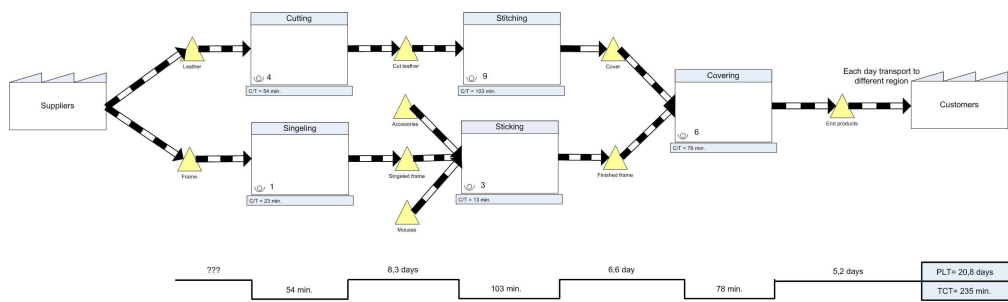 Cutting
Stitching
4
9
Leather
Cut leather
Cover
C/T = 54 min.
C/T = 103 min.
Covering
Each day transport to
different region
Suppliers
Customers
Accesories
End products
Singeling
Sticking
6
C/T = 78 min.
Frame
Singeled frame
Finished frame
1
3
C/T = 23 min.
C/T = 13 min.
Mousse
???
8,3 days
6,6 day
5,2 days
PLT= 20,8 days
54 min.
103 min.
78 min.
TCT= 235 min.